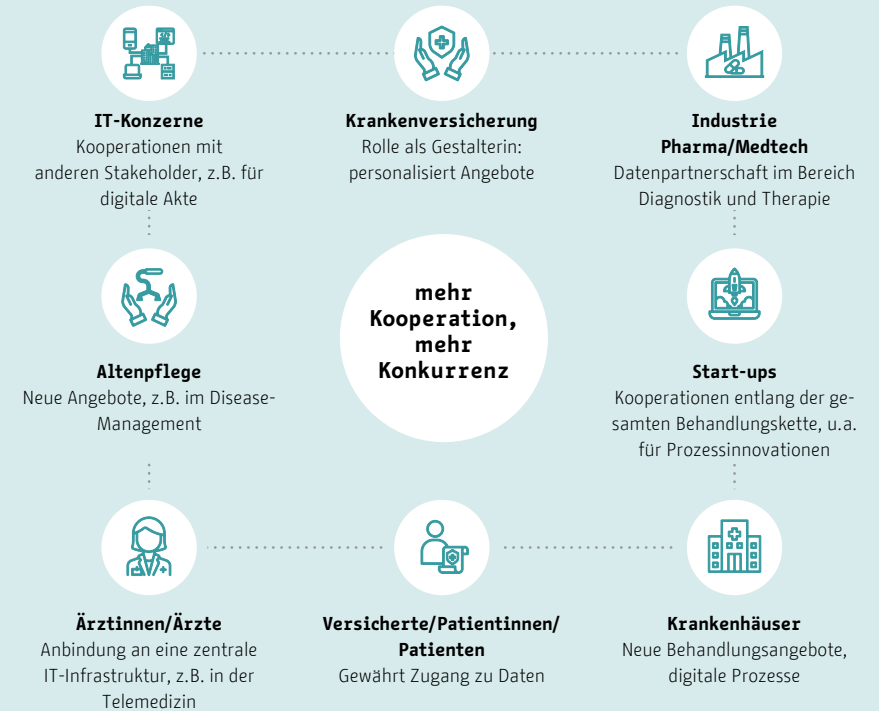 IT-Konzerne
Kooperationen mit
anderen Stakeholder, z.B. für
digitale Akte
Krankenversicherung
Rolle als Gestalterin:
personalisiert Angebote
Industrie
Pharma/Medtech
Datenpartnerschaft im Bereich
Diagnostik und Therapie
Altenpflege
Neue Angebote, z.B. im Disease-
Management
mehr
Kooperation,
mehr
Konkurrenz
Start-ups
Kooperationen entlang der ge-
samten Behandlungskette, u.a.
für Prozessinnovationen
Ärztinnen/Ärzte
Anbindung an eine zentrale
IT-Infrastruktur, z.B. in der
Telemedizin
Versicherte/Patientinnen/
Patienten
Gewährt Zugang zu Daten
Krankenhäuser
Neue Behandlungsangebote,
digitale Prozesse